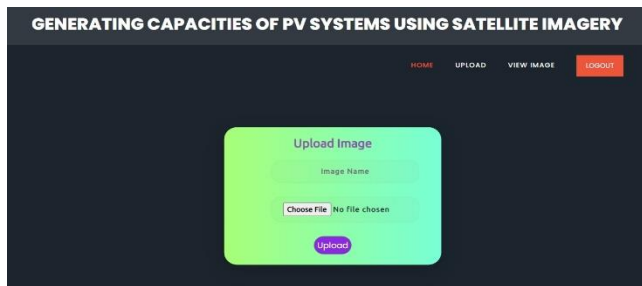 GENERATING CAPACITIES OF PV SYSTEMS USING SATELLITE IMAGERY
HOME UPLOAD VIEW IMAGE LOGOUT
Upload Image
Image Name
Choose File No file chosen
Upload